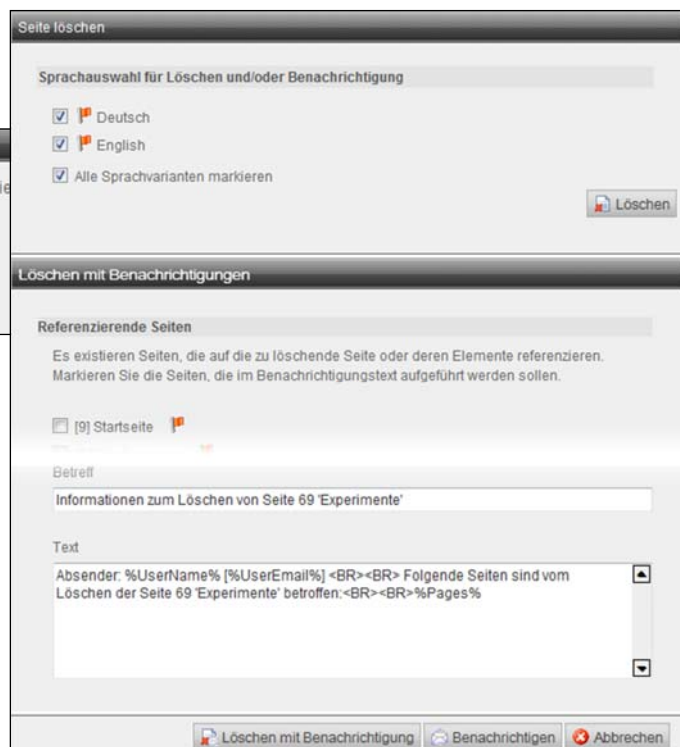 Seite löschen
Sprachauswahl für Löschen und/oder Benachrichtigung
Deutsch
English
Alle Sprachvarianten markieren
ie
Löschen
Löschen mit Benachrichtigungen
Referenzierende Seiten
Es existieren Seiten, die auf die zu löschende Seite oder deren Elemente referenzieren.
Markieren Sie die Seiten, die im Benachrichtigungstext aufgeführt werden sollen.
[9] Startseite
Betreff
Informationen zum Löschen von Seite 69 'Experimente'
Text
Absender: %UserName% [%UserEmail%] <BR><BR> Folgende Seiten sind vom
Löschen der Seite 69 'Experimente' betroffen:<BR><BR>%Pages%
Löschen mit Benachrichtigung Benachrichtigen Abbrechen